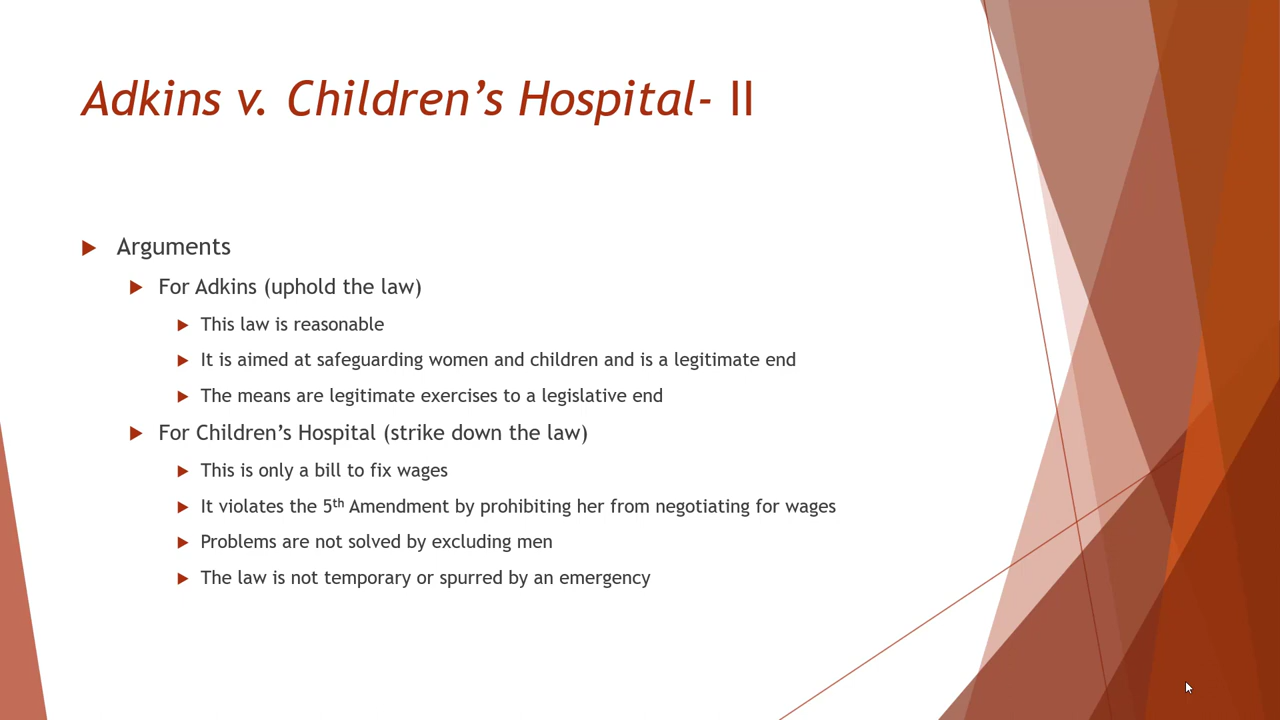 Adkins v. Children’s Hospital- II
Arguments
For Adkins (uphold the law)
This law is reasonable
It is aimed at safeguarding women and children and is a legitimate end
The means are legitimate exercises to a legislative end
For Children’s Hospital (strike down the law)
This is only a bill to fix wages
It violates the 5th Amendment by prohibiting her from negotiating for wages
Problems are not solved by excluding men
The law is not temporary or spurred by an emergency